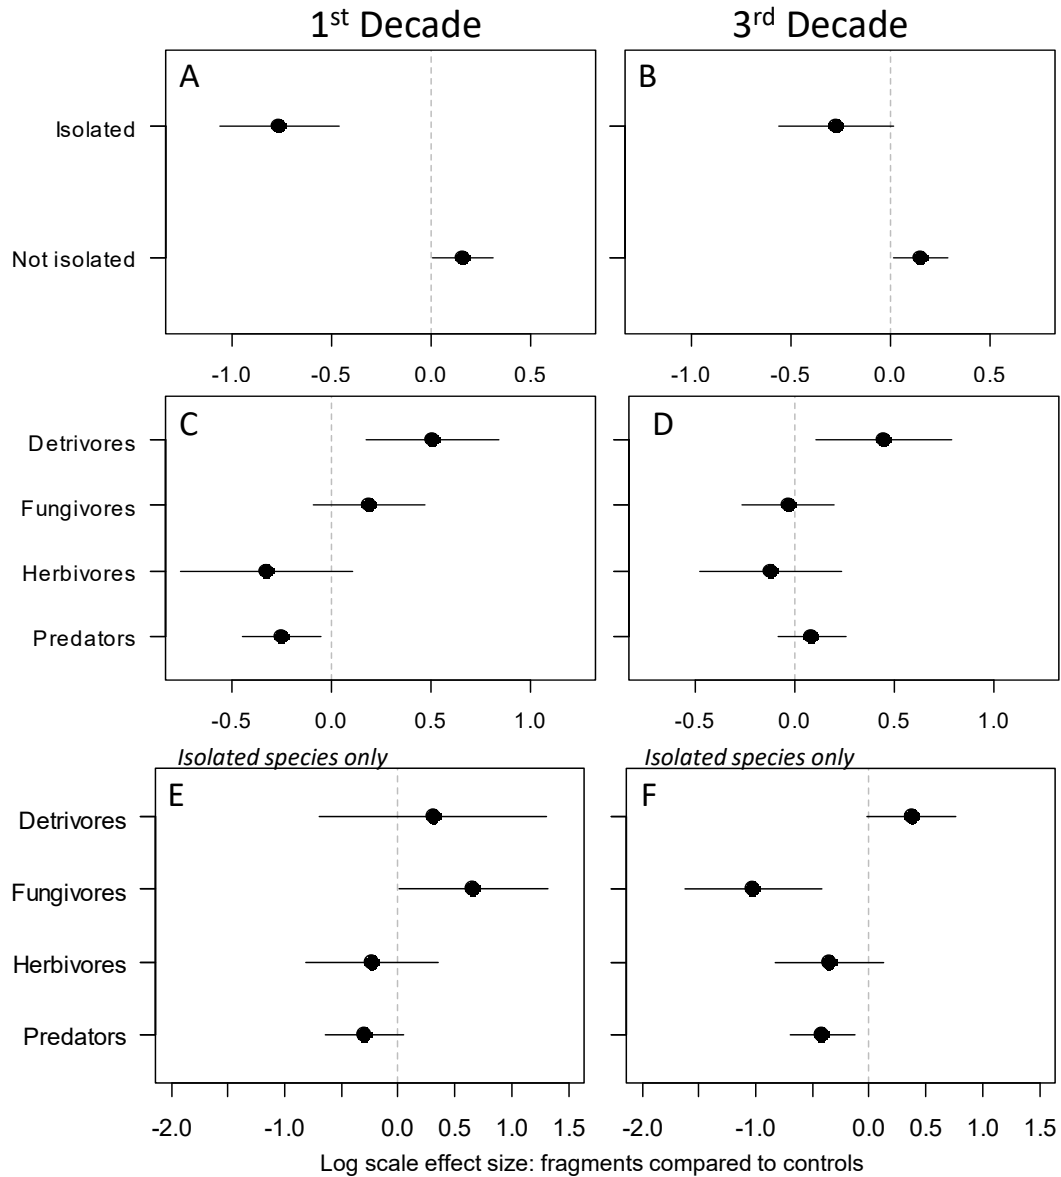 1st Decade 3rd Decade
A B
Isolated
Not isolated
-1.0 -0.5 0.0 0.5 -1.0 -0.5 0.0 0.5
C D
Detrivores
Fungivores
Herbivores
Predators
-0.5 0.0 0.5 1.0 -0.5 0.0 0.5 1.0
Isolated species only Isolated species only
E F
Detrivores
Fungivores
Herbivores
Predators
-2.0 -1.0 0.0 0.5 1.0 1.5 -2.0 -1.0 0.0 0.5 1.0 1.5
Log scale effect size: fragments compared to controls